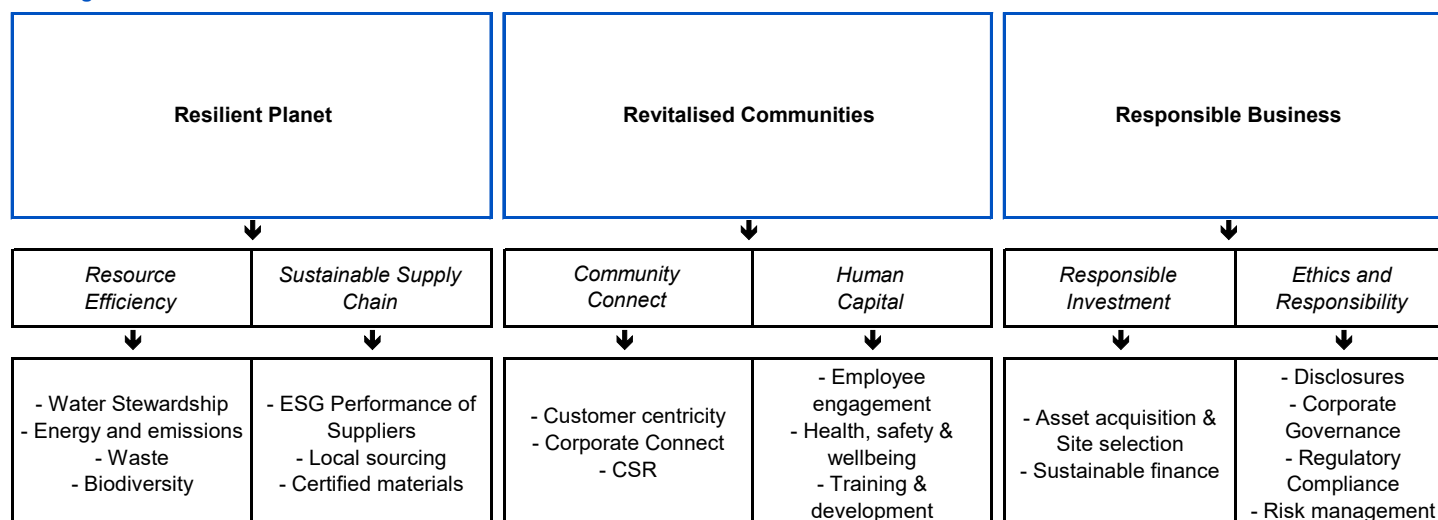 Resilient Planet
Revitalised Communities
Responsible Business
Resource
Efficiency
Sustainable Supply
Chain
Community
Connect
Human
Capital
Responsible
Investment
Ethics and
Responsibility
- Water Stewardship
- Energy and emissions
- Waste
- Biodiversity
- ESG Performance of
Suppliers
- Local sourcing
- Certified materials
- Customer centricity
- Corporate Connect
- CSR
- Employee
engagement
- Health, safety &
wellbeing
- Training &
development
- Asset acquisition &
Site selection
- Sustainable finance
- Disclosures
- Corporate
Governance
- Regulatory
Compliance
- Risk management